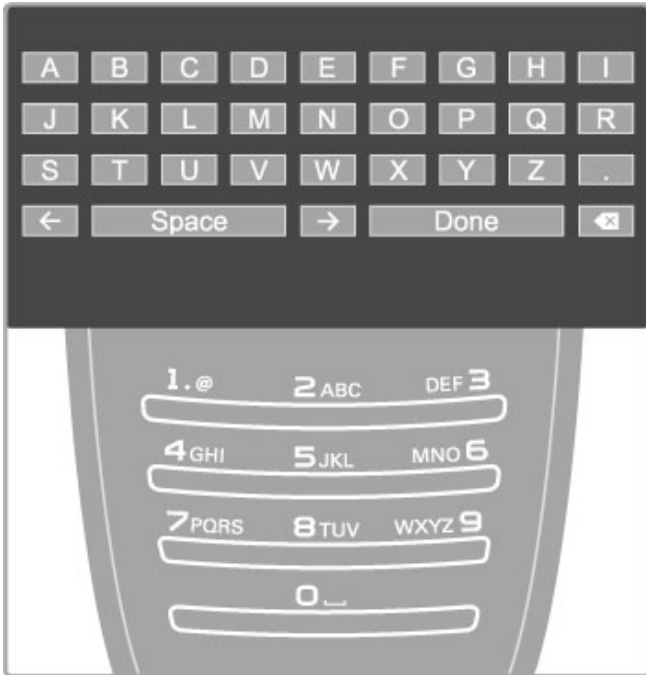 A B C D E F G H I
J K L M N O P Q R
S T U V W X Y Z .
← Space → Done
1.@ 2ABC DEF3
4GHI 5JKL MNO6
7PQRS 8TUV WXYZ9
0⎵